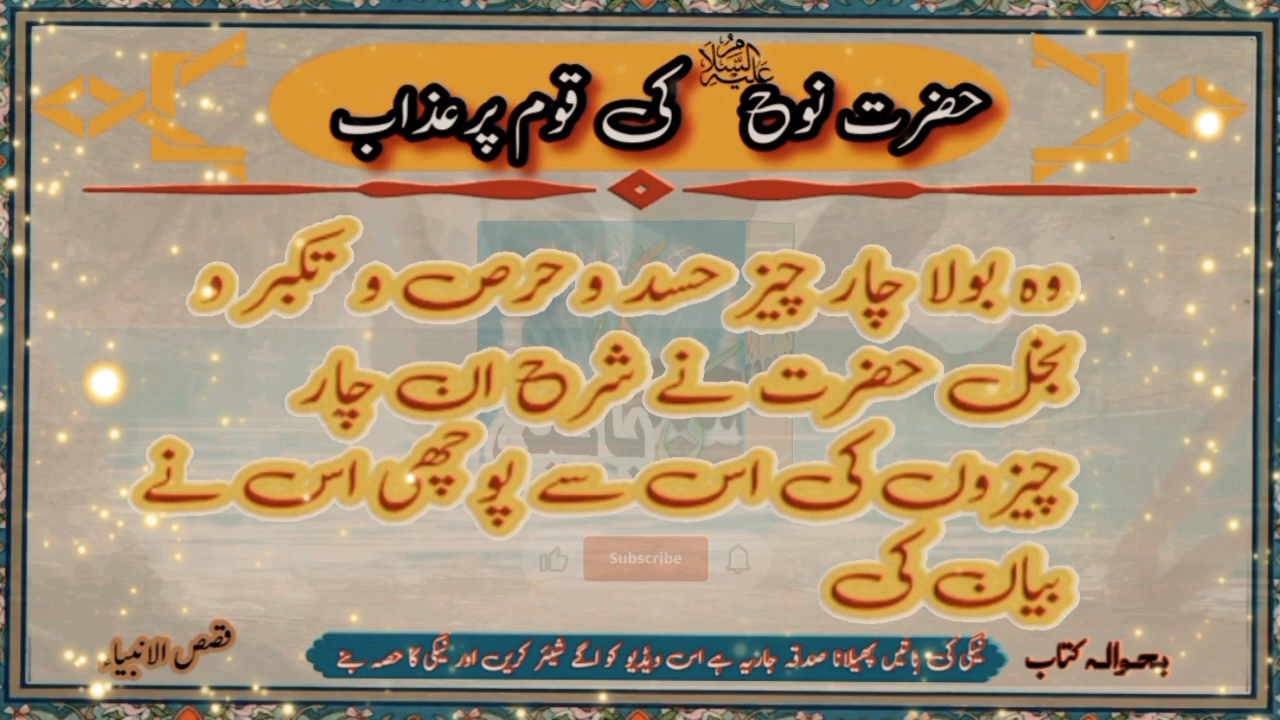 حضرت نوح علیہ السلام کی قوم پر عذاب
وہ بولا چار چیز حسد و حرص و تکبر و
بخل حضرت نے شرح ان چار
چیزوں کی اس سے پوچھی اس نے
بیان کی
Subscribe
بحوالہ کتاب
نیکی کی باتیں پھیلانا صدقہ جاریہ ہے اس ویڈیو کو اگے شیئر کریں اور نیکی کا حصہ بنے
قصص الانبیاء